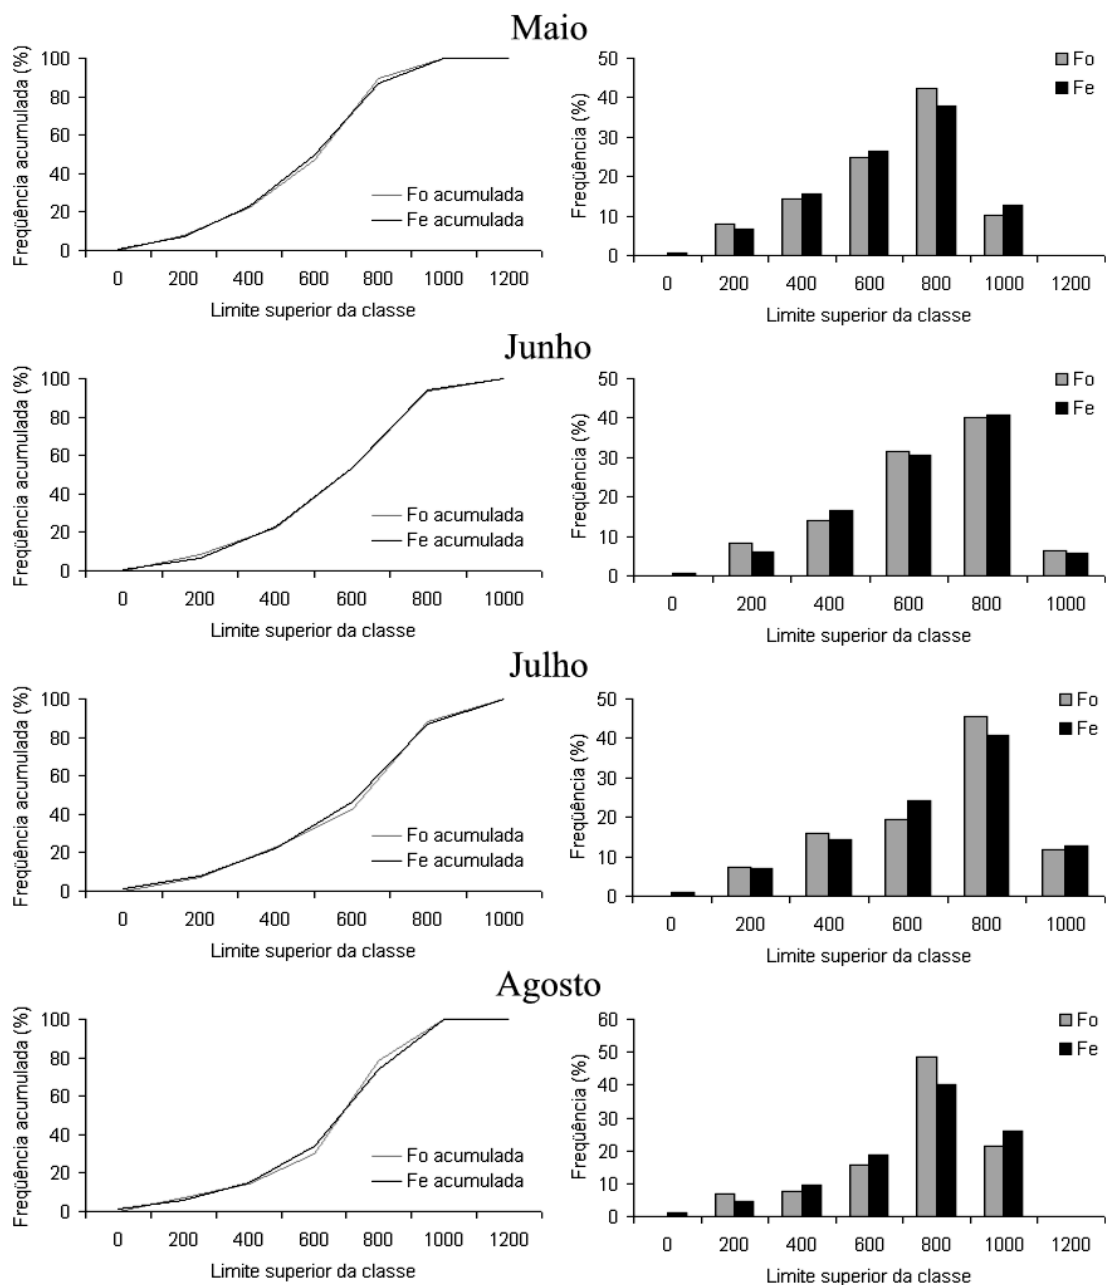 Maio
Freqüência acumulada (%)
100
80
60
40
20
0
Fo acumulada
Fe acumulada
0 200 400 600 800 1000 1200
Limite superior da classe
Freqüência (%)
50
40
30
20
10
0
Fo
Fe
0 200 400 600 800 1000 1200
Limite superior da classe
Junho
Freqüência acumulada (%)
100
80
60
40
20
0
Fo acumulada
Fe acumulada
0 200 400 600 800 1000
Limite superior da classe
Freqüência (%)
50
40
30
20
10
0
Fo
Fe
0 200 400 600 800 1000
Limite superior da classe
Julho
Freqüência acumulada (%)
100
80
60
40
20
0
Fo acumulada
Fe acumulada
0 200 400 600 800 1000
Limite superior da classe
Freqüência (%)
50
40
30
20
10
0
Fo
Fe
0 200 400 600 800 1000
Limite superior da classe
Agosto
Freqüência acumulada (%)
100
80
60
40
20
0
Fo acumulada
Fe acumulada
0 200 400 600 800 1000 1200
Limite superior da classe
Freqüência (%)
60
50
40
30
20
10
0
Fo
Fe
0 200 400 600 800 1000 1200
Limite superior da classe